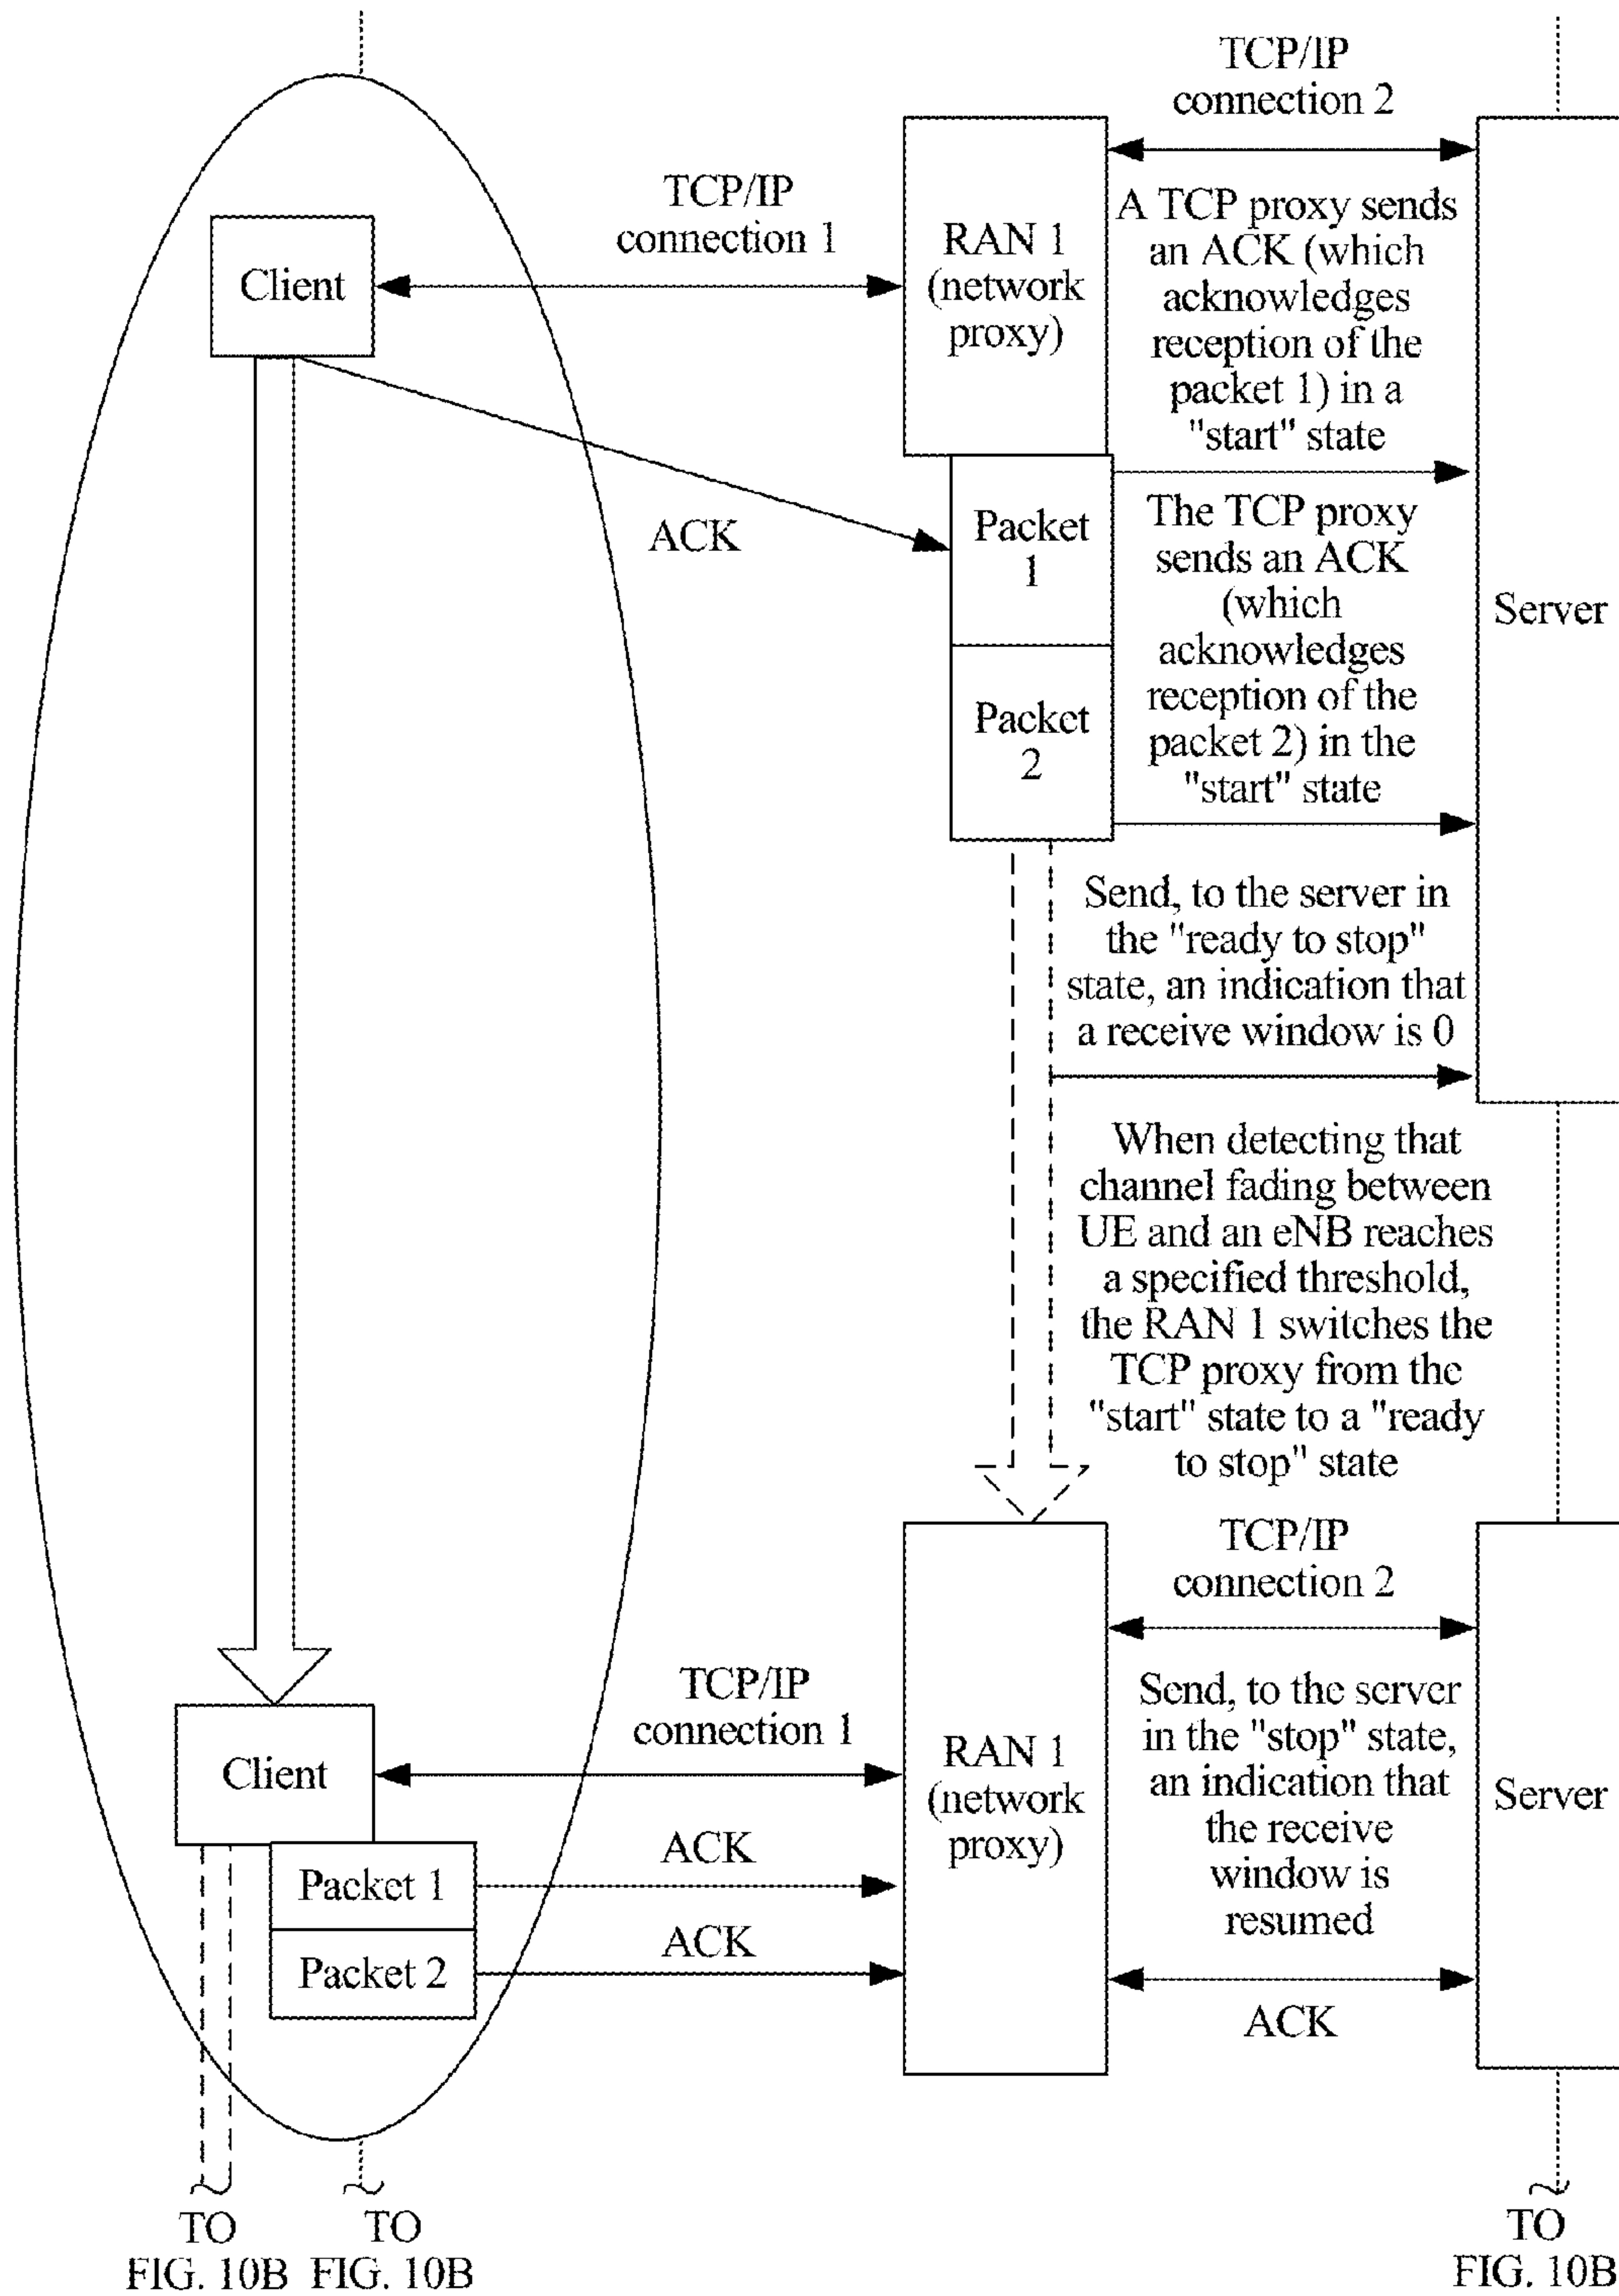 TCP/IP
connection 2
TCP/IP
connection 1
Client
RAN 1
(network
proxy)
A TCP proxy sends
an ACK (which
acknowledges
reception of the
packet 1) in a
"start" state
ACK
Packet
1
Packet
2
The TCP proxy
sends an ACK
(which
acknowledges
reception of the
packet 2) in the
"start" state
Server
Send, to the server in
the "ready to stop"
state, an indication that
a receive window is 0
When detecting that
channel fading between
UE and an eNB reaches
a specified threshold,
the RAN 1 switches the
TCP proxy from the
"start" state to a "ready
to stop" state
TCP/IP
connection 2
TCP/IP
connection 1
Client
RAN 1
(network
proxy)
Send, to the server
in the "stop" state,
an indication that
the receive
window is
resumed
Server
ACK
Packet 1
ACK
Packet 2
ACK
TO
FIG. 10B
TO
FIG. 10B
TO
FIG. 10B